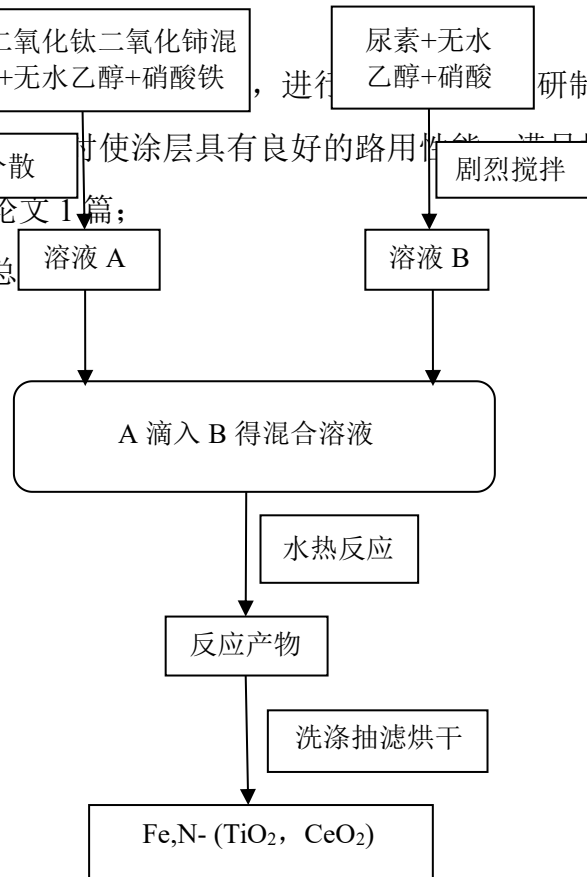 二氧化钛二氧化铈混
+无水乙醇+硝酸铁
尿素+无水
乙醇+硝酸
，进行
研制
散
时使涂层具有良好的路用性能
剧烈搅拌
论文 1 篇；
溶液 A
溶液 B
A 滴入 B 得混合溶液
水热反应
反应产物
洗涤抽滤烘干
Fe,N- (TiO₂，CeO₂)